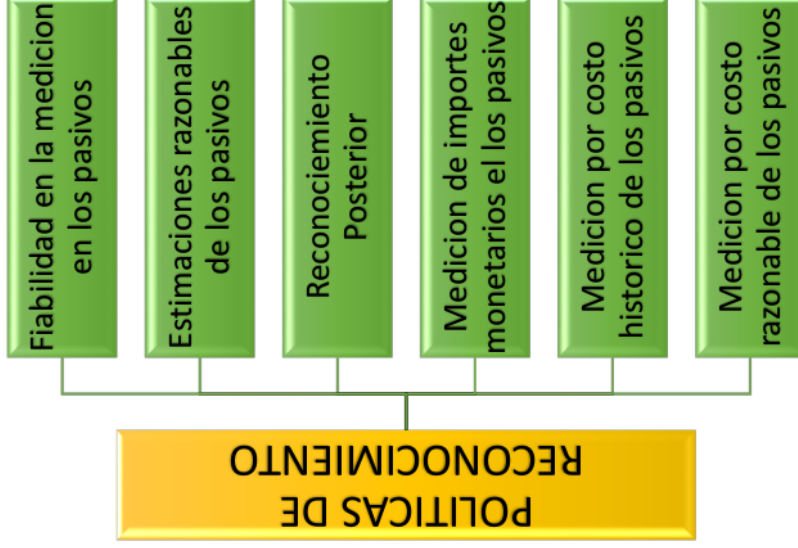 POLITICAS DE
RECONOCIMIENTO
Fiabilidad en la medicion
en los pasivos
Estimaciones razonables
de los pasivos
Reconociemiento
Posterior
Medicion de importes
monetarios el los pasivos
Medicion por costo
historico de los pasivos
Medicion por costo
razonable de los pasivos